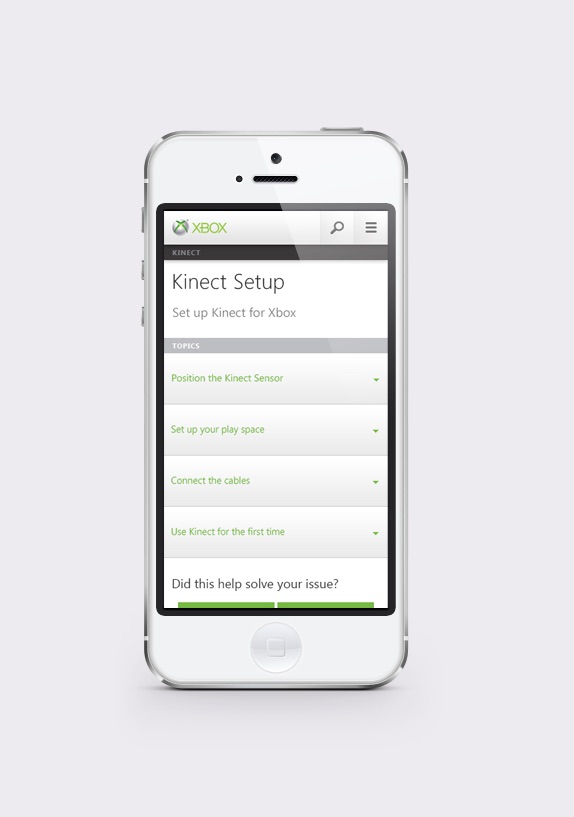 XBOX
KINECT
Kinect Setup
Set up Kinect for Xbox
TOPICS
Position the Kinect Sensor
Set up your play space
Connect the cables
Use Kinect for the first time
Did this help solve your issue?